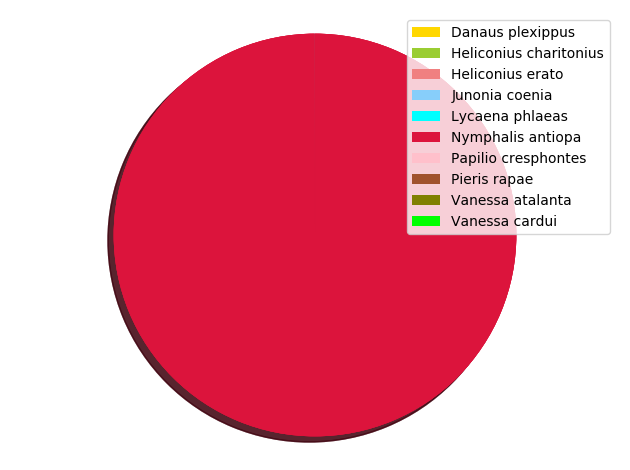 Danaus plexippus
Heliconius charitonius
Heliconius erato
Junonia coenia
Lycaena phlaeas
Nymphalis antiopa
Papilio cresphontes
Pieris rapae
Vanessa atalanta
Vanessa cardui